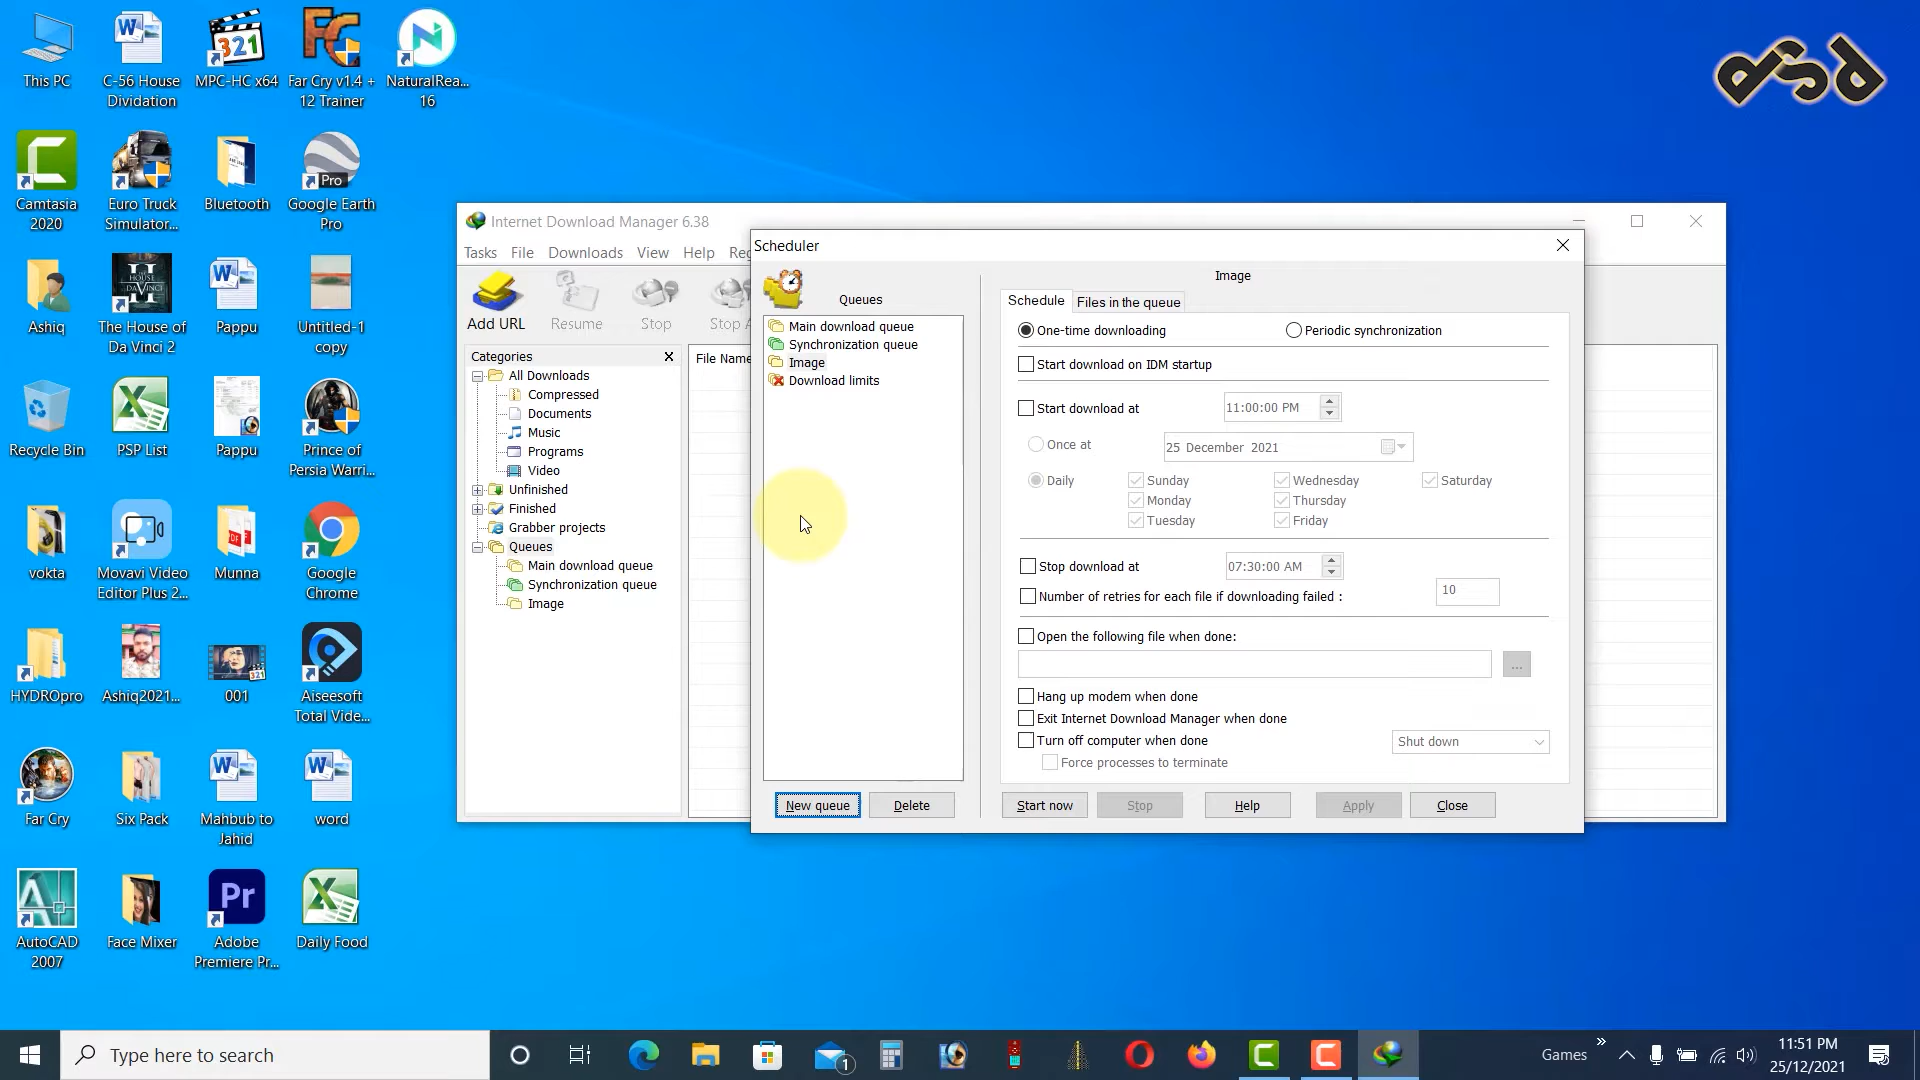 This PC
C-56 House
Dividation
MPC-HC x64
321
FC
Far Cry v1.4 +
12 Trainer
N
NaturalRea...
16
dsd
Camtasia
2020
Euro Truck
Simulator...
Bluetooth
Pro
Google Earth
Pro
Ashiq
The House of
Da Vinci 2
Pappu
Untitled-1
copy
Recycle Bin
PSP List
Pappu
Prince of
Persia Warri...
vokta
Movavi Video
Editor Plus 2...
Munna
Google
Chrome
HYDROpro
Ashiq2021...
001
Aiseesoft
Total Vide...
Far Cry
Six Pack
Mahbub to
Jahid
word
AutoCAD
2007
Face Mixer
Pr
Adobe
Premiere Pr...
Daily Food
Internet Download Manager 6.38
Tasks File Downloads View Help Reg
Add URL
Resume
Stop
Stop A
Categories
File Name
All Downloads
Compressed
Documents
Music
Programs
Video
Unfinished
Finished
Grabber projects
Queues
Main download queue
Synchronization queue
Image
Scheduler
Queues
Main download queue
Synchronization queue
Image
Download limits
New queue
Delete
Image
Schedule
Files in the queue
One-time downloading
Periodic synchronization
Start download on IDM startup
Start download at
11:00:00 PM
Once at
25 December 2021
Daily
Sunday
Wednesday
Saturday
Monday
Thursday
Tuesday
Friday
Stop download at
07:30:00 AM
Number of retries for each file if downloading failed :
10
Open the following file when done:
...
Hang up modem when done
Exit Internet Download Manager when done
Turn off computer when done
Shut down
Force processes to terminate
Start now
Stop
Help
Apply
Close
Type here to search
1
Games
11:51 PM
25/12/2021